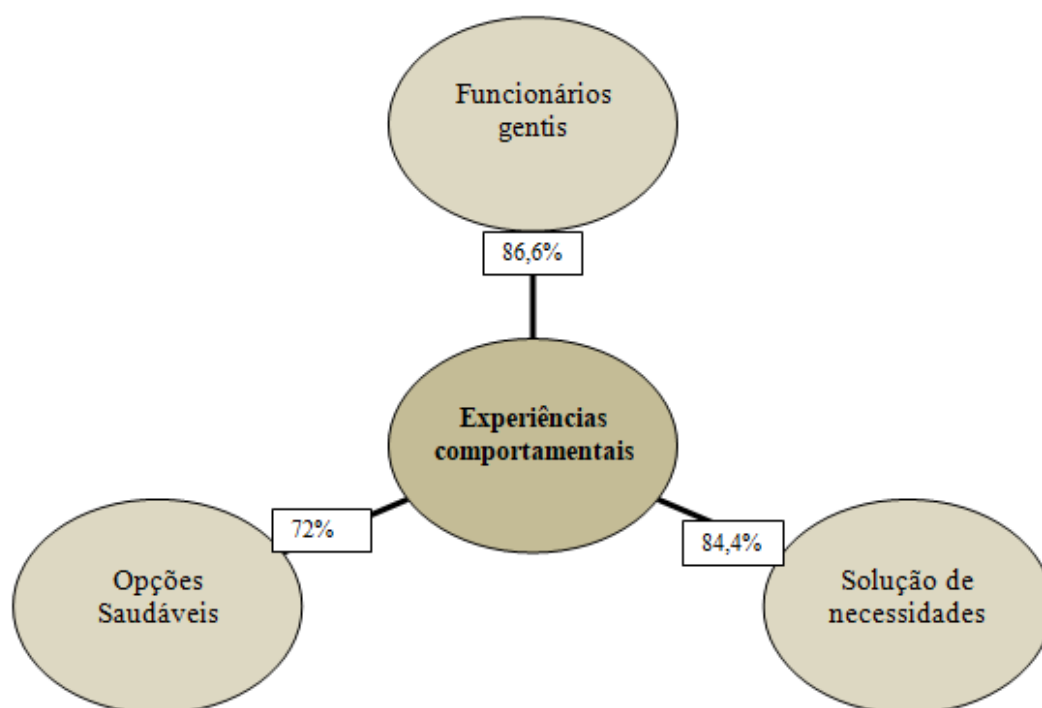 Funcionários
gentis
86,6%
Experiências
comportamentais
72%
84,4%
Opções
Saudáveis
Solução de
necessidades